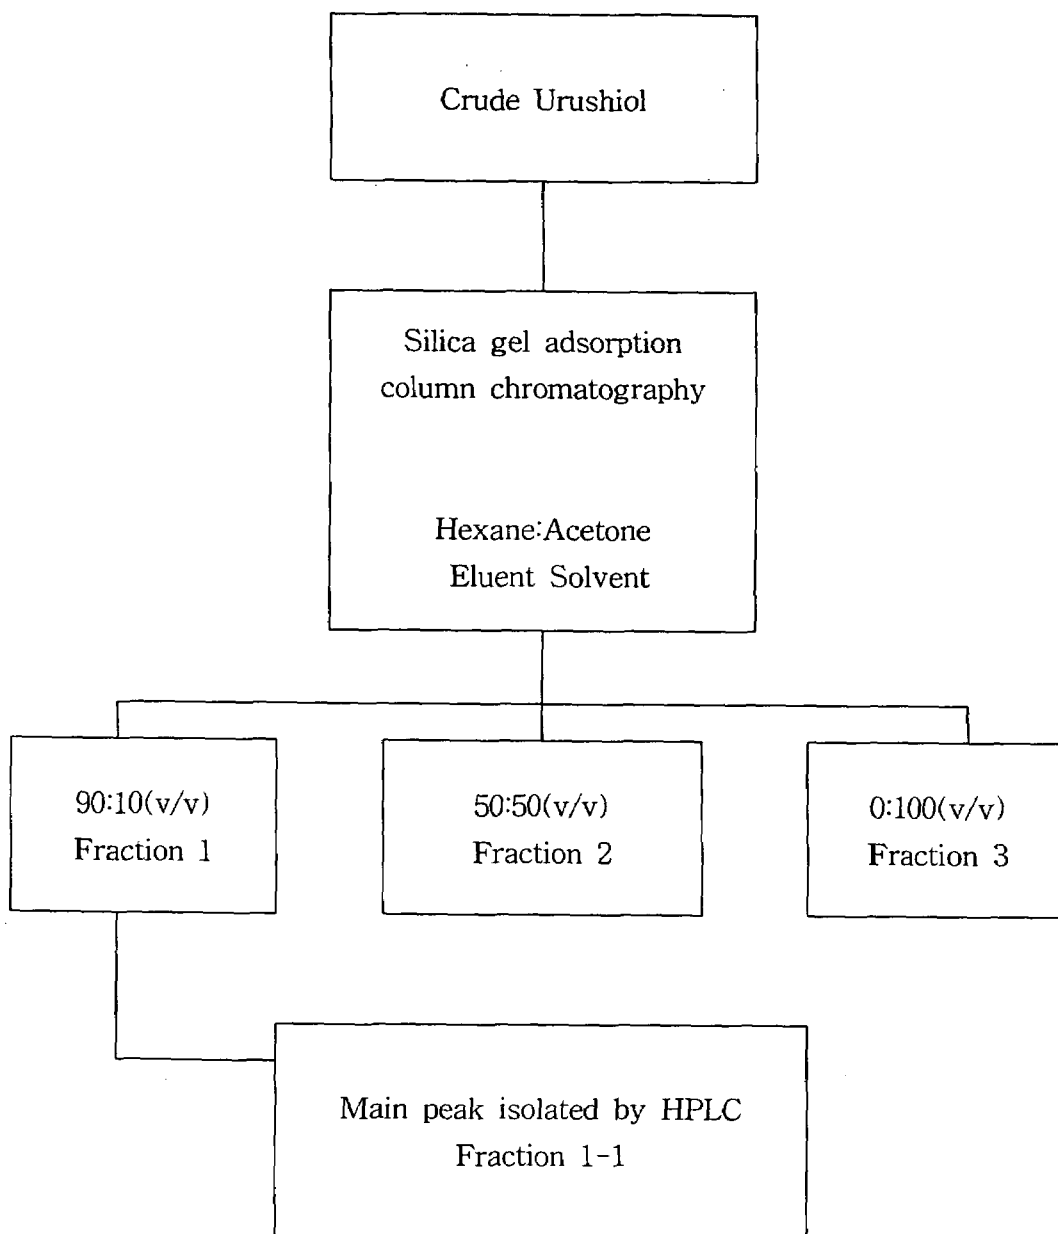 Crude Urushiol
Silica gel adsorption
column chromatography
Hexane:Acetone
Eluent Solvent
90:10(v/v)
Fraction 1
50:50(v/v)
Fraction 2
0:100(v/v)
Fraction 3
Main peak isolated by HPLC
Fraction 1-1